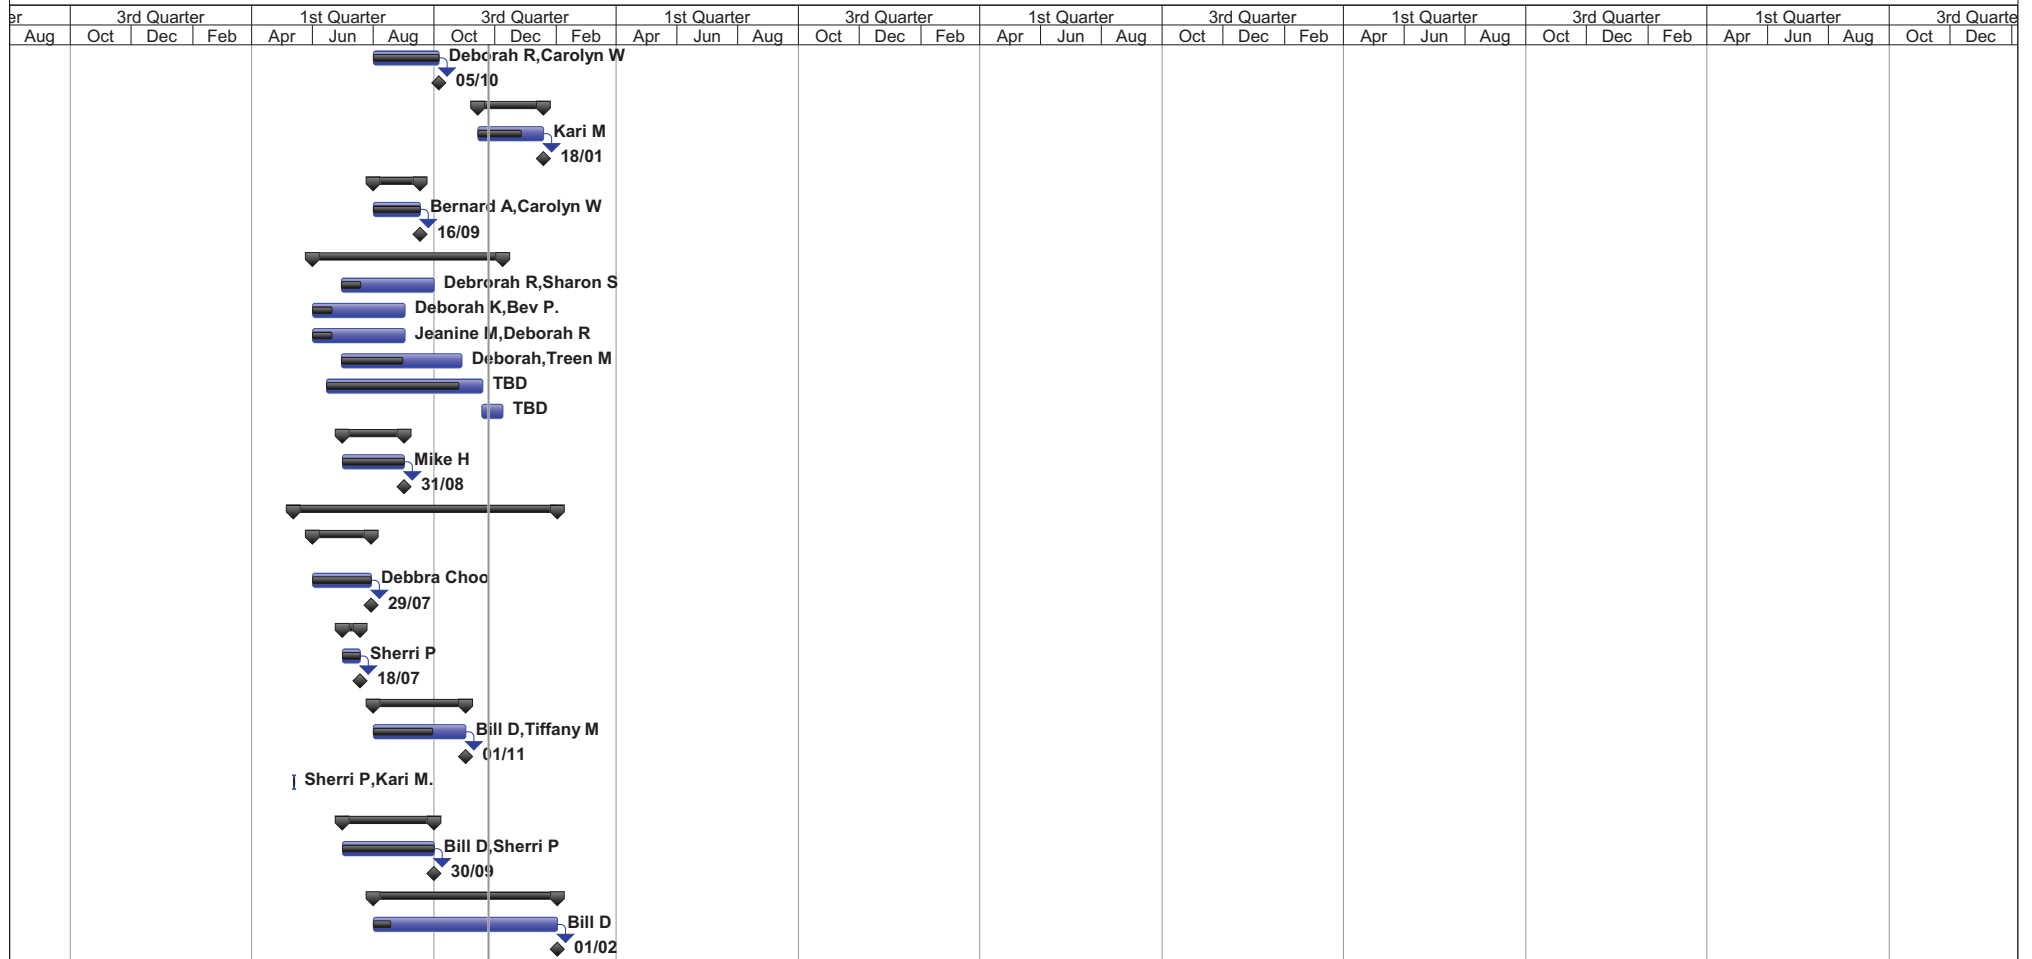 er 3rd Quarter 1st Quarter 3rd Quarter 1st Quarter 3rd Quarter 1st Quarter 3rd Quarter 1st Quarter 3rd Quarter 1st Quarter 3rd Quarte
Aug Oct Dec Feb Apr Jun Aug Oct Dec Feb Apr Jun Aug Oct Dec Feb Apr Jun Aug Oct Dec Feb Apr Jun Aug Oct Dec Feb Apr Jun Aug Oct Dec
Deborah R,Carolyn W
05/10
Kari M
18/01
Bernard A,Carolyn W
16/09
Debrorah R,Sharon S
Deborah K,Bev P.
Jeanine M,Deborah R
Deborah,Treen M
TBD
TBD
Mike H
31/08
Debbra Choo
29/07
Sherri P
18/07
Bill D,Tiffany M
01/11
Sherri P,Kari M.
Bill D,Sherri P
30/09
Bill D
01/02